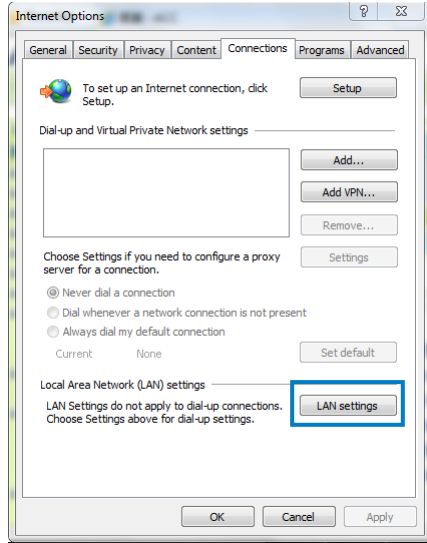 Internet Options
General Security Privacy Content Connections Programs Advanced
To set up an Internet connection, click
Setup.
Setup
Dial-up and Virtual Private Network settings
Add...
Add VPN...
Remove...
Choose Settings if you need to configure a proxy
server for a connection.
Settings
Never dial a connection
Dial whenever a network connection is not present
Always dial my default connection
Current None
Set default
Local Area Network (LAN) settings
LAN Settings do not apply to dial-up connections.
Choose Settings above for dial-up settings.
LAN settings
OK Cancel Apply